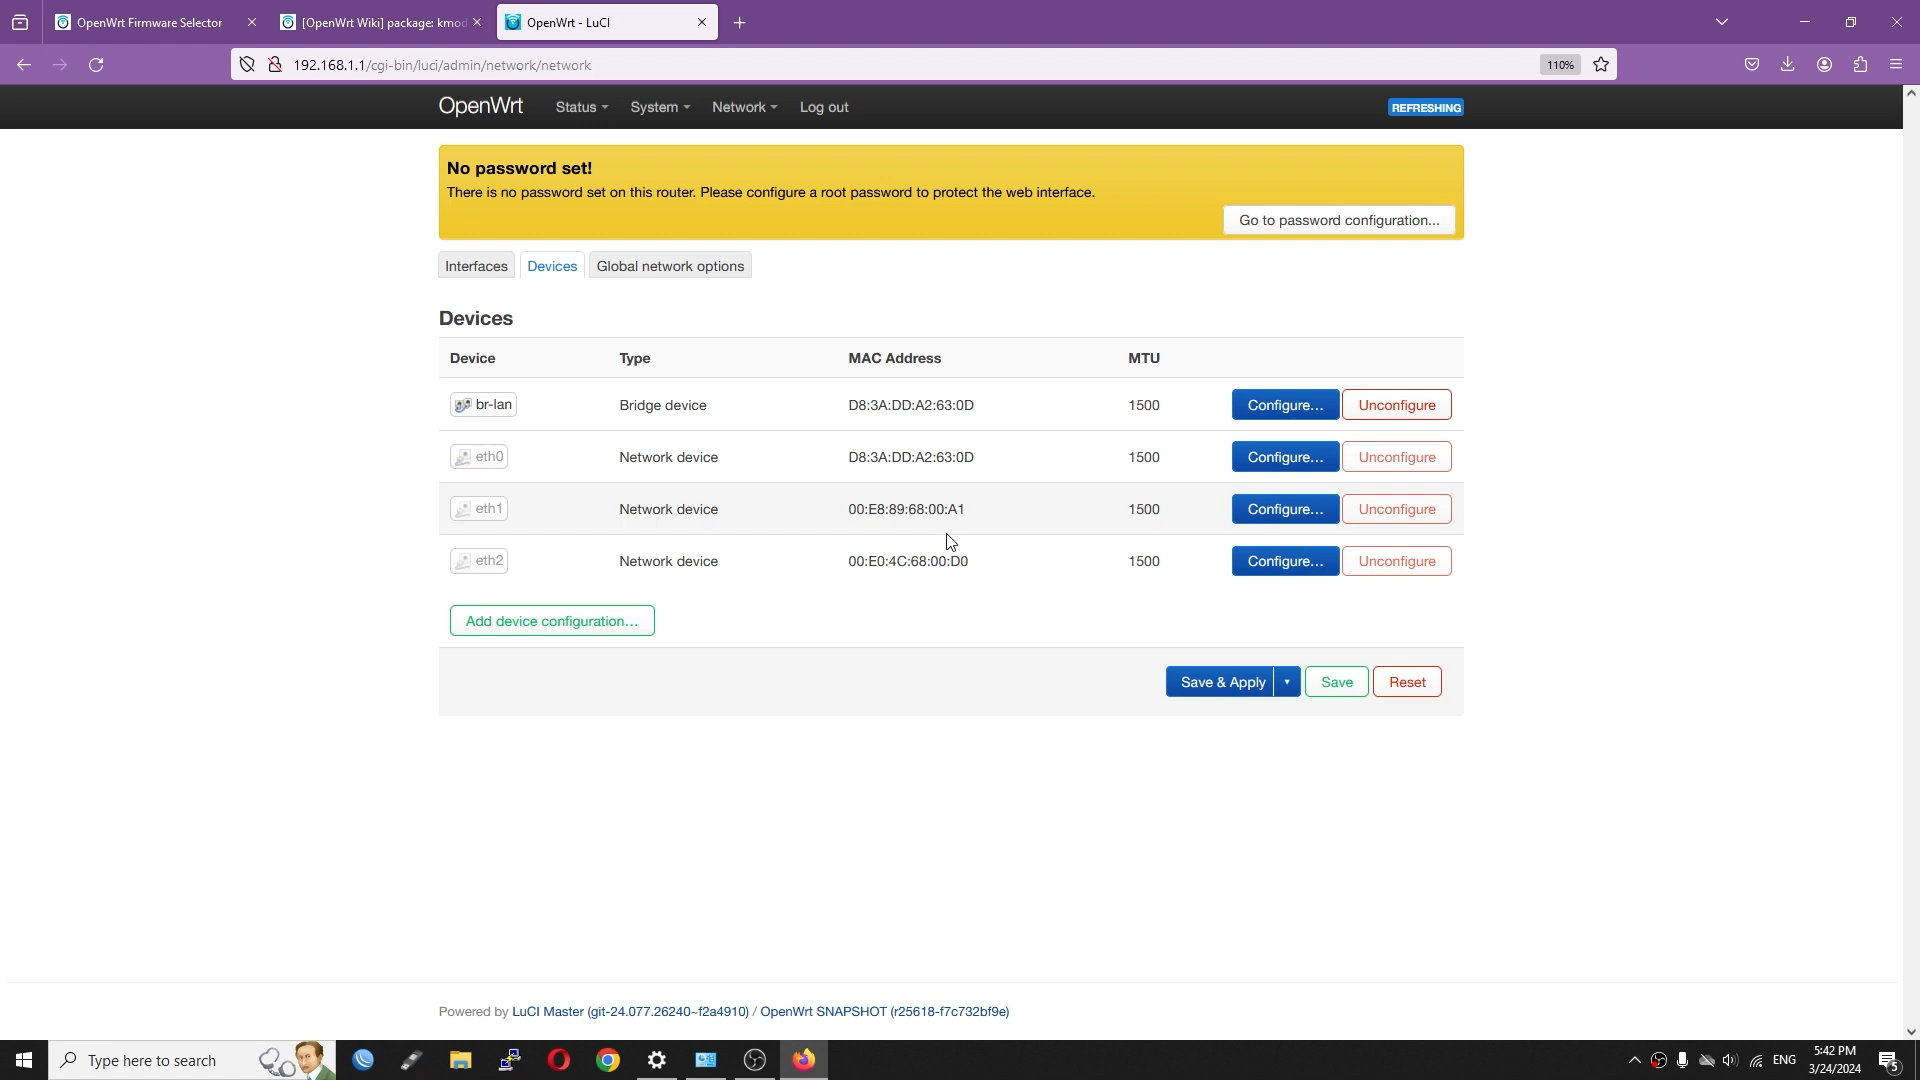 OpenWrt Firmware Selector
[OpenWrt Wiki] package: kmod
OpenWrt - LuCI
192.168.1.1/cgi-bin/luci/admin/network/network
110%
OpenWrt
Status
System
Network
Log out
REFRESHING
No password set!
There is no password set on this router. Please configure a root password to protect the web interface.
Go to password configuration...
Interfaces
Devices
Global network options
Devices
Device Type MAC Address MTU
br-lan Bridge device D8:3A:DD:A2:63:0D 1500 Configure… Unconfigure
eth0 Network device D8:3A:DD:A2:63:0D 1500 Configure… Unconfigure
eth1 Network device 00:E8:89:68:00:A1 1500 Configure… Unconfigure
eth2 Network device 00:E0:4C:68:00:D0 1500 Configure… Unconfigure
Add device configuration…
Save & Apply
Save
Reset
Powered by LuCI Master (git-24.077.26240~f2a4910) / OpenWrt SNAPSHOT (r25618-f7c732bf9e)
Type here to search
ENG
5:42 PM
3/24/2024
5